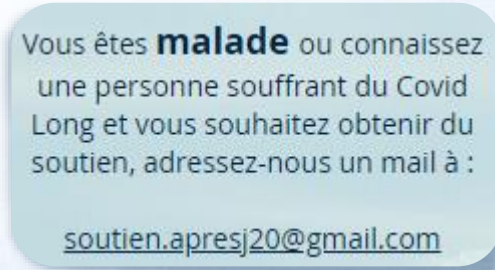 Vous êtes malade ou connaissez
une personne souffrant du Covid
Long et vous souhaitez obtenir du
soutien, adressez-nous un mail à :
soutien.apresj20@gmail.com